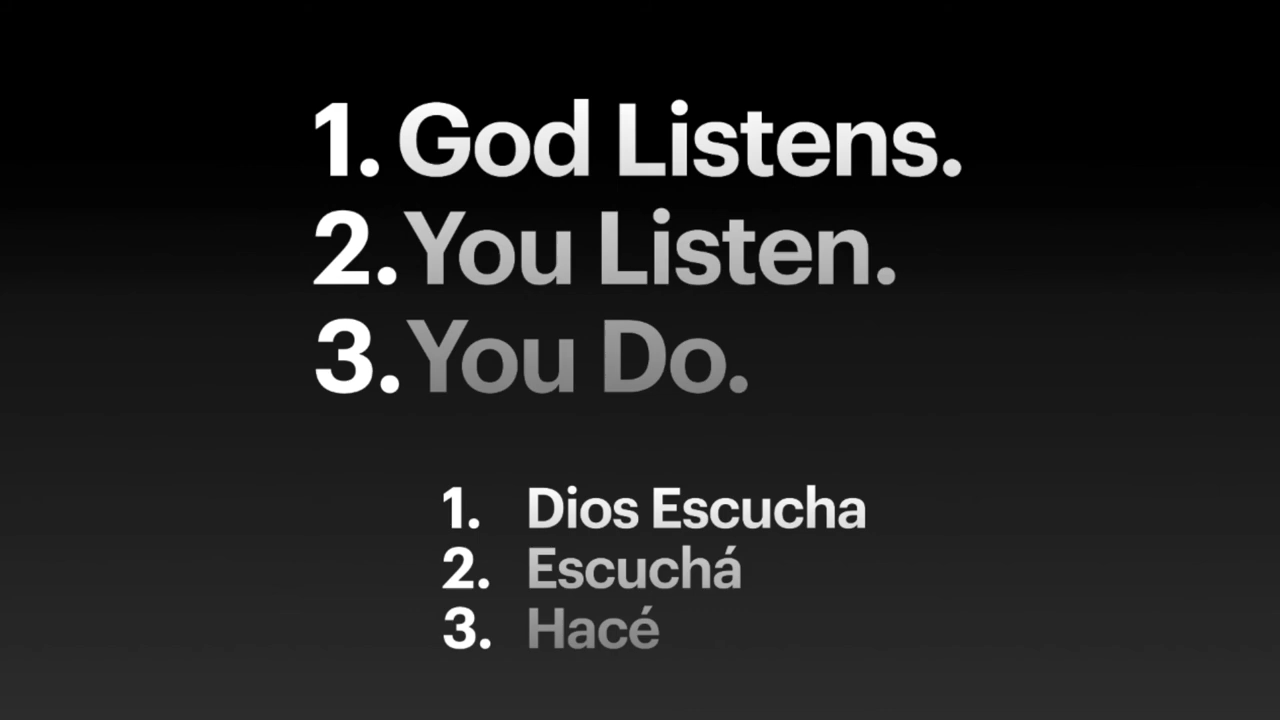 1. God Listens.
2. You Listen.
3. You Do.
1. Dios Escucha
2. Escuchá
3. Hacé